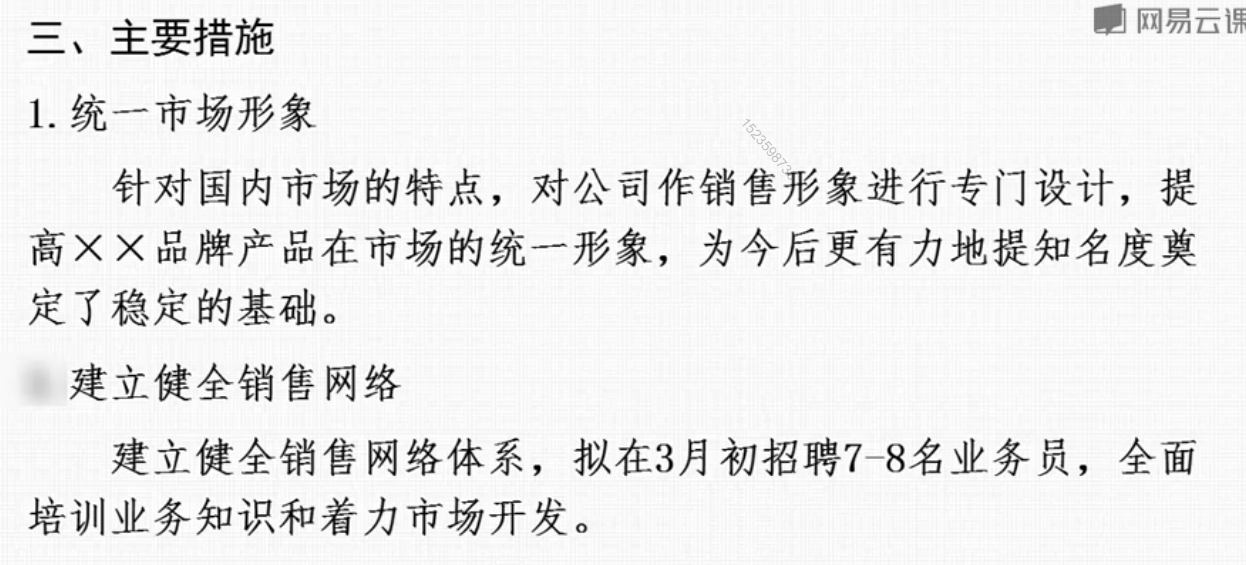 三、主要措施
网易云课
1. 统一市场形象
152359873
针对国内市场的特点，对公司作销售形象进行专门设计，提
高××品牌产品在市场的统一形象，为今后更有力地提知名度奠
定了稳定的基础。
建立健全销售网络
建立健全销售网络体系，拟在3月初招聘7-8名业务员，全面
培训业务知识和着力市场开发。